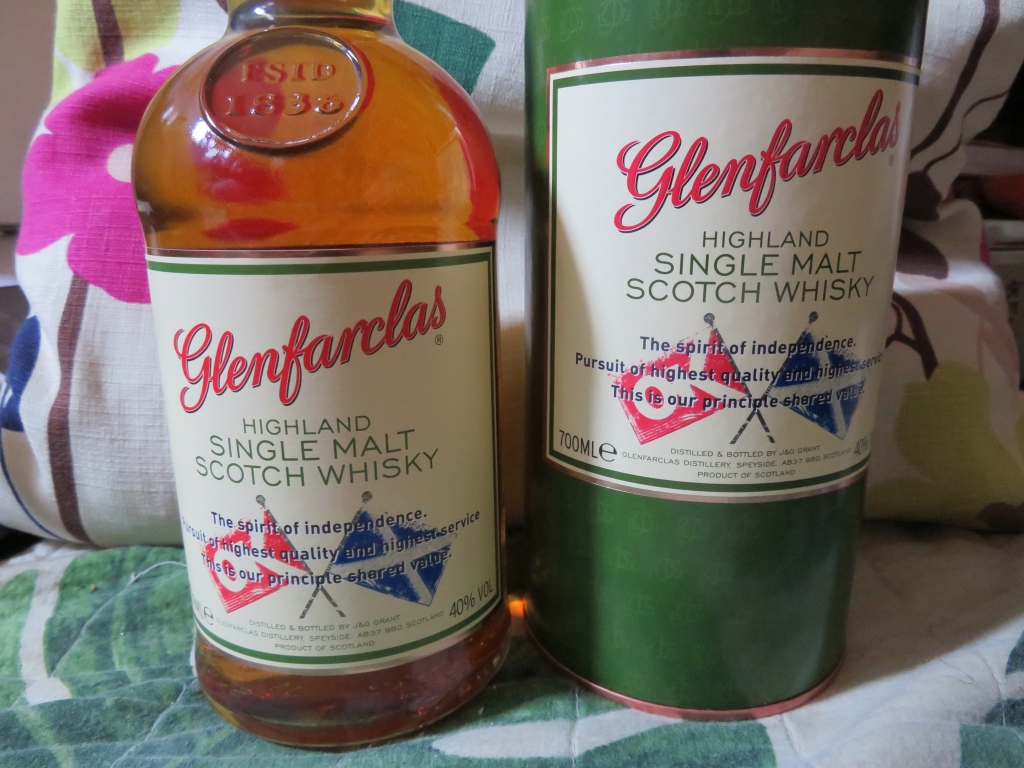 ESTD
1836
Glenfarclas
®
HIGHLAND
SINGLE MALT
SCOTCH WHISKY
The spirit of independence.
Pursuit of highest quality and highest service
This is our principle shared value.
40% VOL
DISTILLED & BOTTLED BY J&G GRANT
GLENFARCLAS DISTILLERY, SPEYSIDE, AB37 9BD, SCOTLAND
PRODUCT OF SCOTLAND
Glenfarclas
®
HIGHLAND
SINGLE MALT
SCOTCH WHISKY
The spirit of independence.
Pursuit of highest quality and highest service
This is our principle shared value.
700ML e
40%
DISTILLED & BOTTLED BY J&G GRANT
GLENFARCLAS DISTILLERY, SPEYSIDE, AB37 9BD, SCOTLAND
PRODUCT OF SCOTLAND